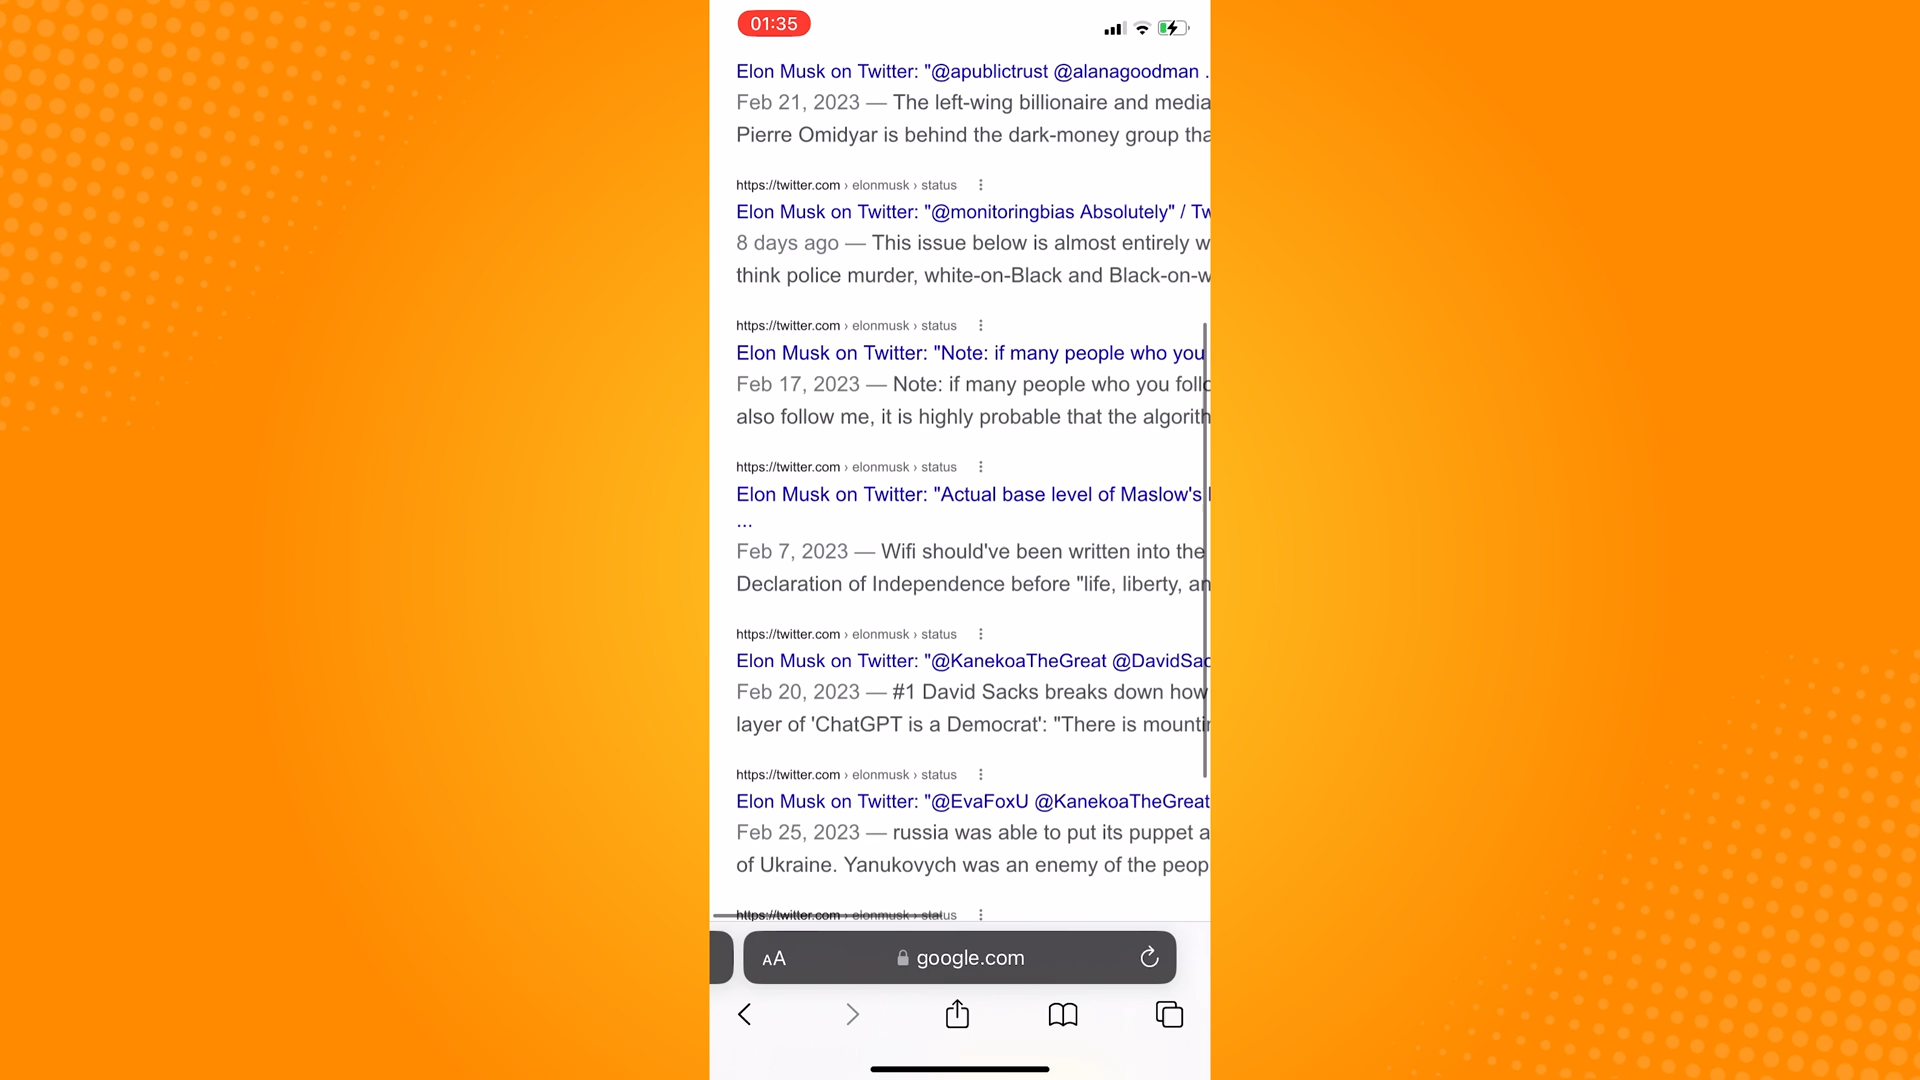 01:35
Elon Musk on Twitter: "@apublictrust @alanagoodman .
Feb 21, 2023 — The left-wing billionaire and media
Pierre Omidyar is behind the dark-money group tha
https://twitter.com › elonmusk › status
Elon Musk on Twitter: "@monitoringbias Absolutely" / Tw
8 days ago — This issue below is almost entirely w
think police murder, white-on-Black and Black-on-w
https://twitter.com › elonmusk › status
Elon Musk on Twitter: "Note: if many people who you
Feb 17, 2023 — Note: if many people who you follo
also follow me, it is highly probable that the algorith
https://twitter.com › elonmusk › status
Elon Musk on Twitter: "Actual base level of Maslow's
...
Feb 7, 2023 — Wifi should've been written into the
Declaration of Independence before "life, liberty, an
https://twitter.com › elonmusk › status
Elon Musk on Twitter: "@KanekoaTheGreat @DavidSac
Feb 20, 2023 — #1 David Sacks breaks down how
layer of 'ChatGPT is a Democrat': "There is mountin
https://twitter.com › elonmusk › status
Elon Musk on Twitter: "@EvaFoxU @KanekoaTheGreat
Feb 25, 2023 — russia was able to put its puppet a
of Ukraine. Yanukovych was an enemy of the peop
https://twitter.com › elonmusk › status
AA google.com